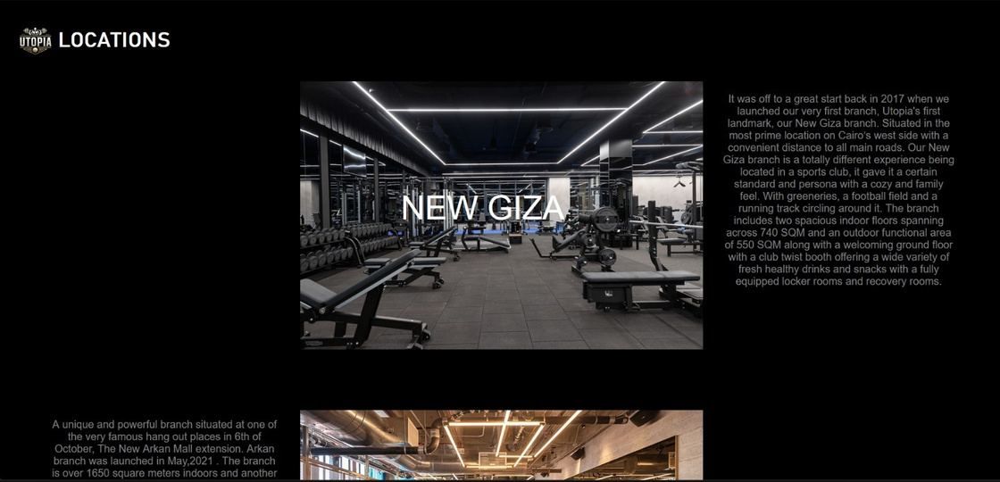 UTOPIA
LOCATIONS
NEW GIZA
It was off to a great start back in 2017 when we
launched our very first branch, Utopia's first
landmark, our New Giza branch. Situated in the
most prime location on Cairo's west side with a
convenient distance to all main roads. Our New
Giza branch is a totally different experience being
located in a sports club, it gave it a certain
standard and persona with a cozy and family
feel. With greeneries, a football field and a
running track circling around it. The branch
includes two spacious indoor floors spanning
across 740 SQM and an outdoor functional area
of 550 SQM along with a welcoming ground floor
with a club twist booth offering a wide variety of
fresh healthy drinks and snacks with a fully
equipped locker rooms and recovery rooms.
A unique and powerful branch situated at one of
the very famous hang out places in 6th of
October, The New Arkan Mall extension. Arkan
branch was launched in May,2021 . The branch
is over 1650 square meters indoors and another